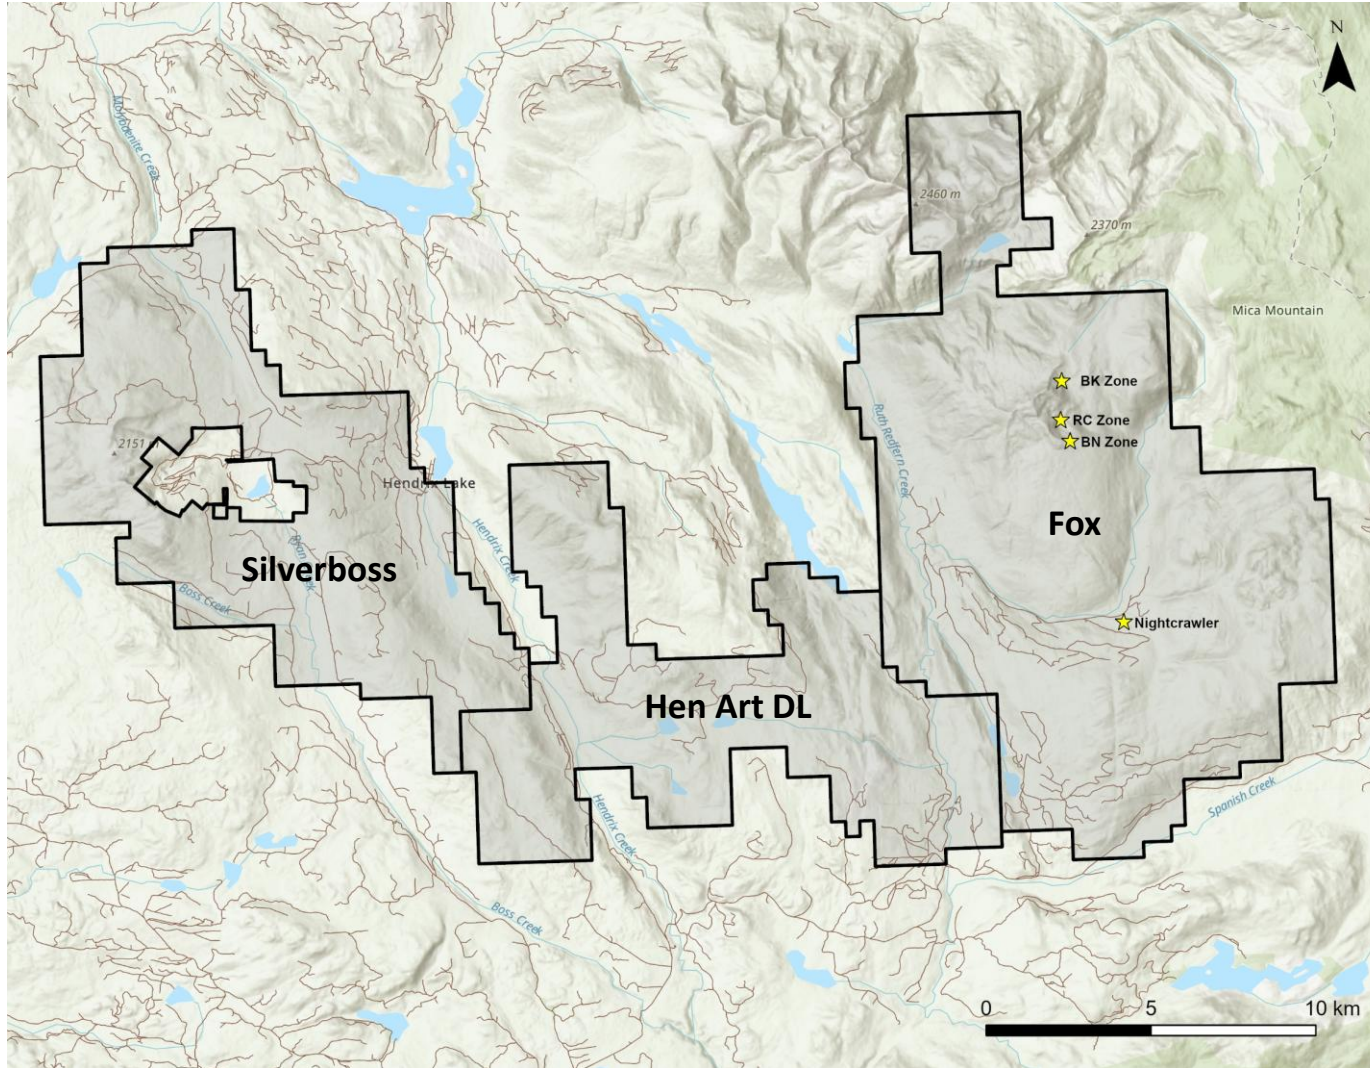 N
Molybdenite Creek
2460 m
2370 m
Mica Mountain
BK Zone
RC Zone
BN Zone
Ruth Redfern Creek
Hendrix Lake
Hendrix Creek
Fox
Silverboss
Boss Creek
Nightcrawler
Hen Art DL
Spanish Creek
Hendrix Creek
Boss Creek
0
5
10 km